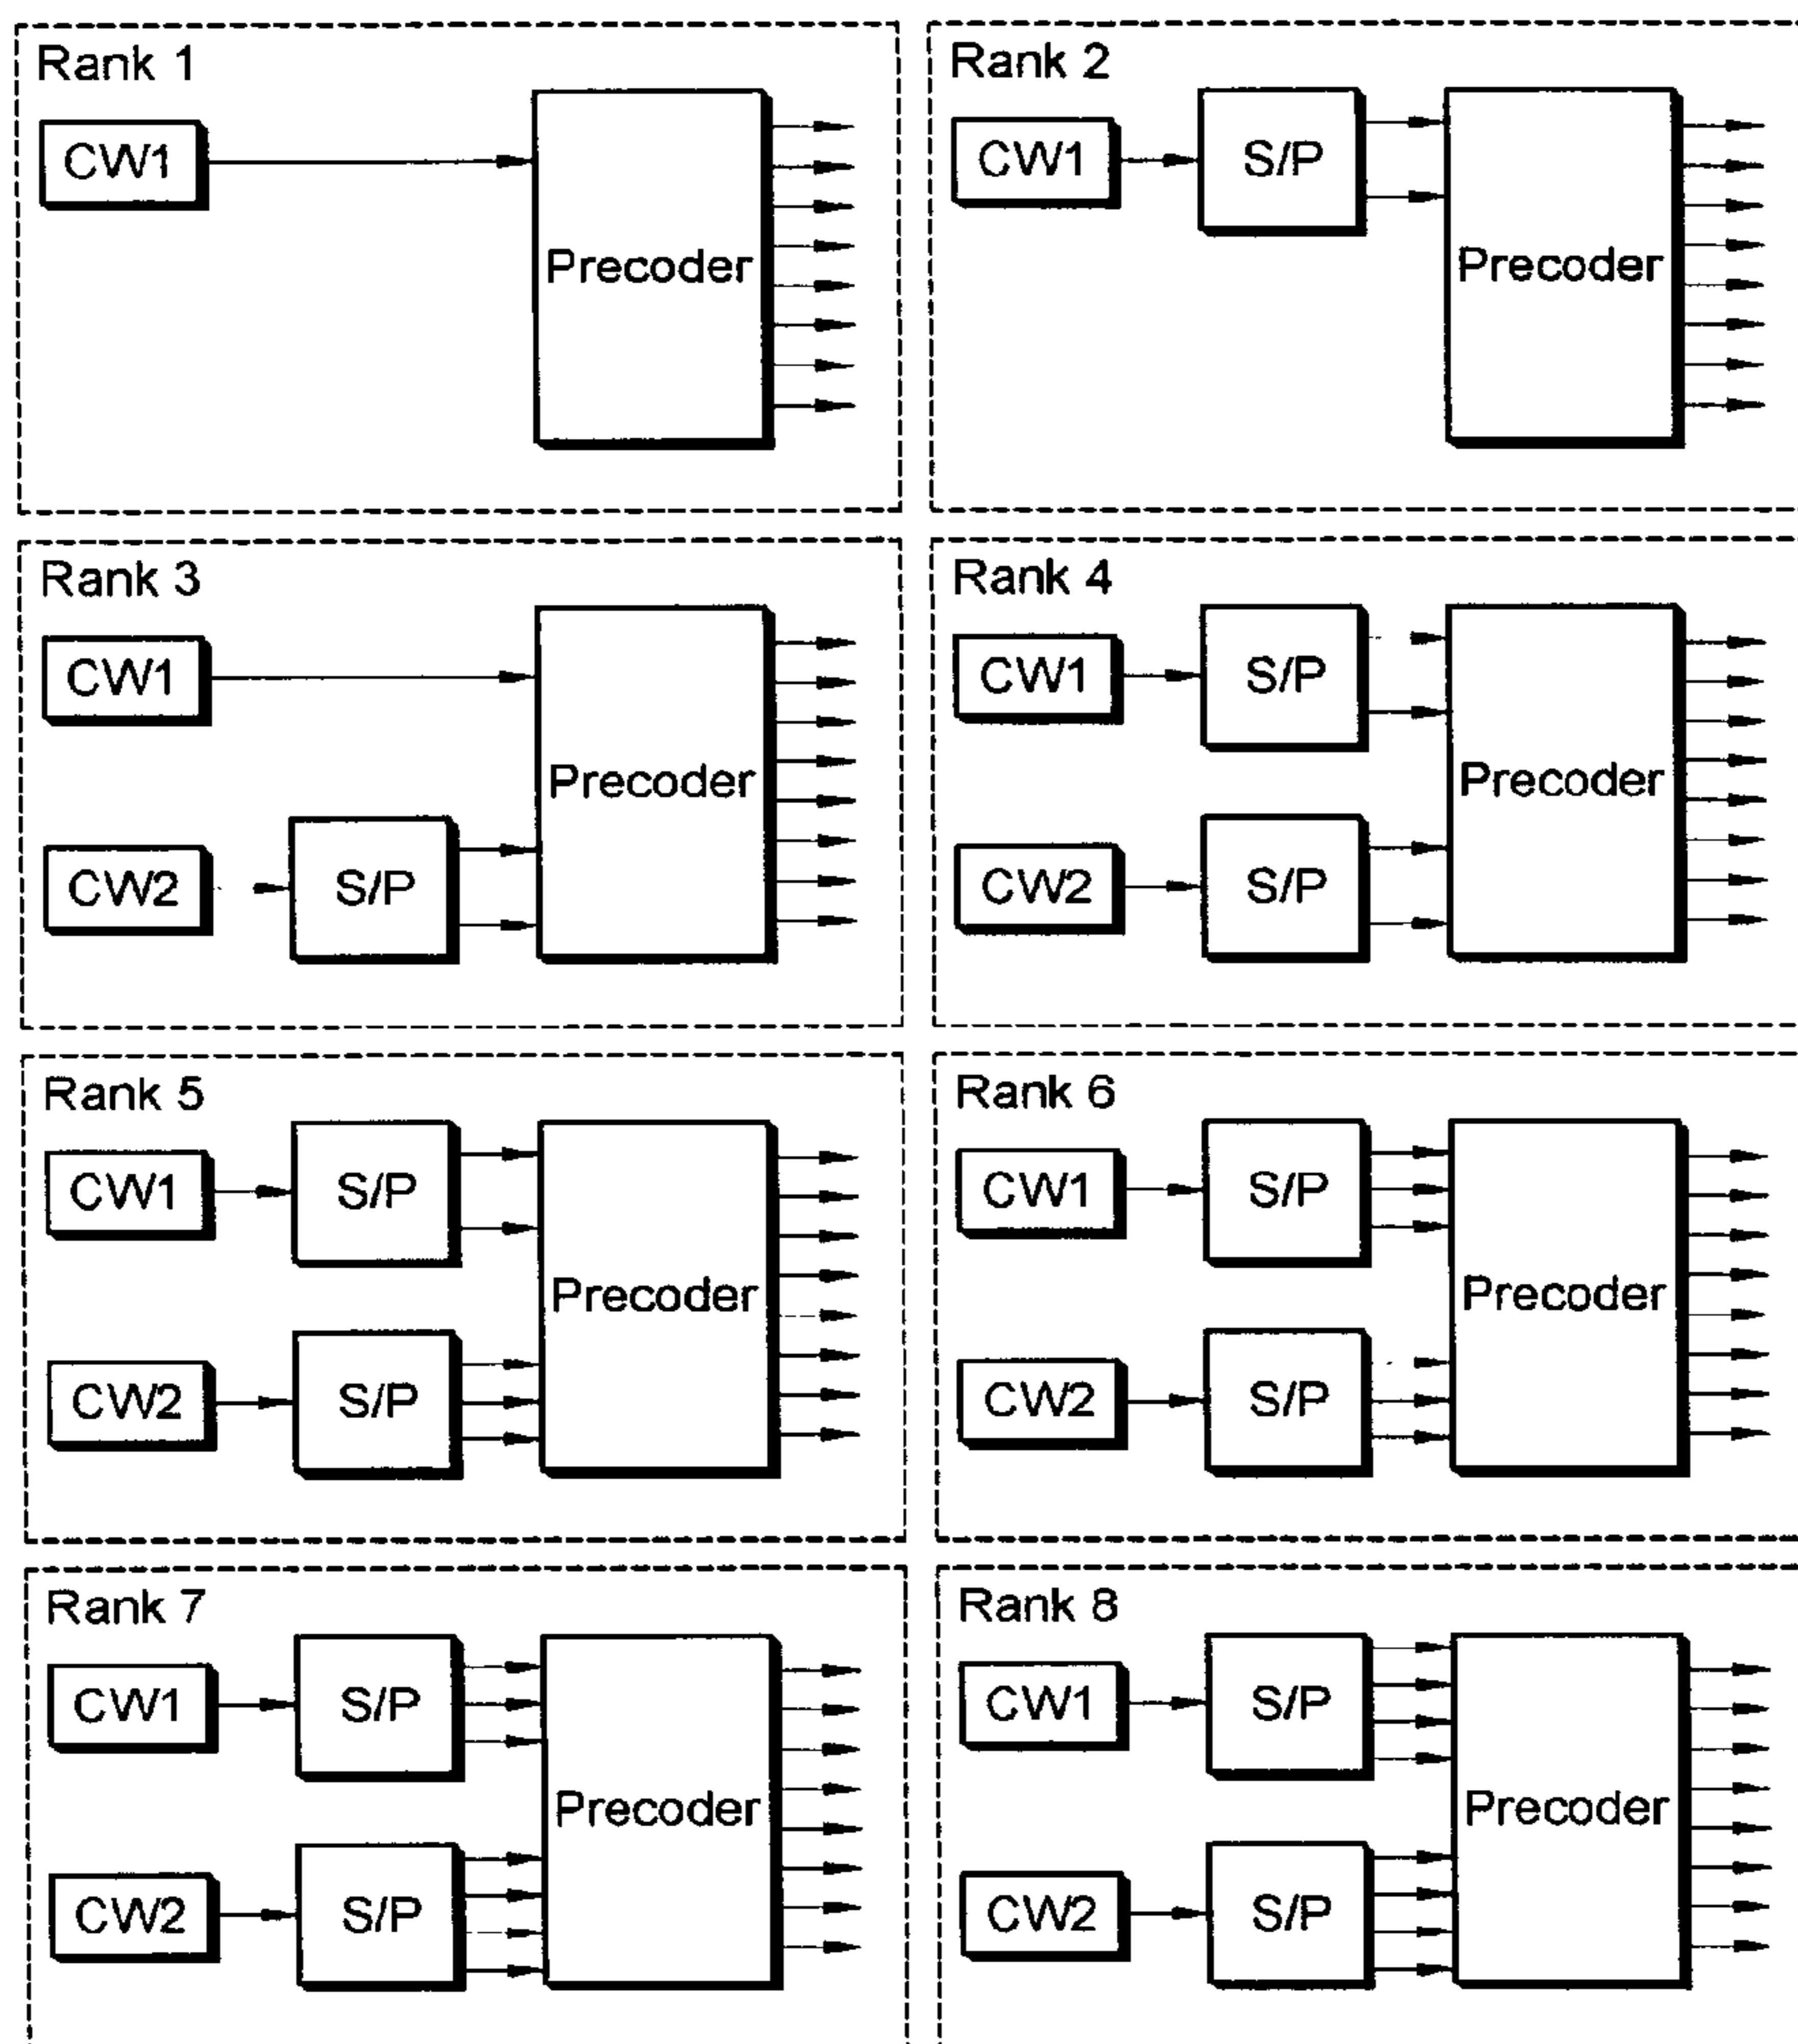 Rank 1
CW1
Precoder
Rank 2
CW1
S/P
Precoder
Rank 3
CW1
CW2
S/P
Precoder
Rank 4
CW1
S/P
CW2
S/P
Precoder
Rank 5
CW1
S/P
CW2
S/P
Precoder
Rank 6
CW1
S/P
CW2
S/P
Precoder
Rank 7
CW1
S/P
CW2
S/P
Precoder
Rank 8
CW1
S/P
CW2
S/P
Precoder